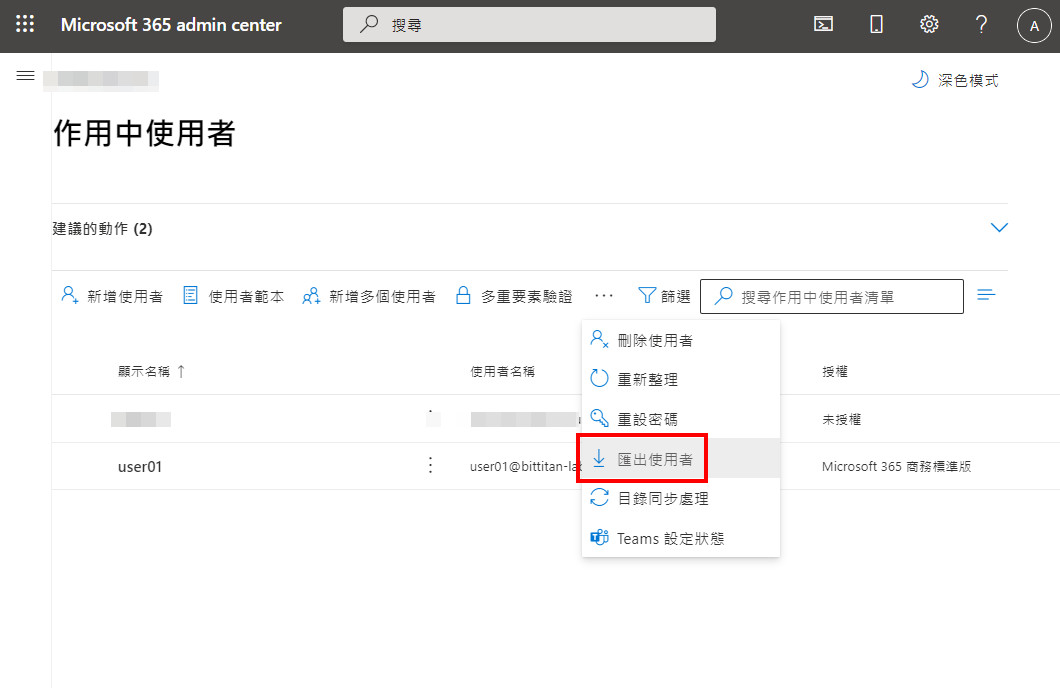 Microsoft 365 admin center
搜尋
A
深色模式
作用中使用者
建議的動作 (2)
新增使用者 使用者範本 新增多個使用者 多重要素驗證 ... 篩選 搜尋作用中使用者清單
刪除使用者
顯示名稱 ↑ 使用者名稱 授權
重新整理
重設密碼
未授權
匯出使用者
user01 user01@bittitan-la Microsoft 365 商務標準版
目錄同步處理
Teams 設定狀態